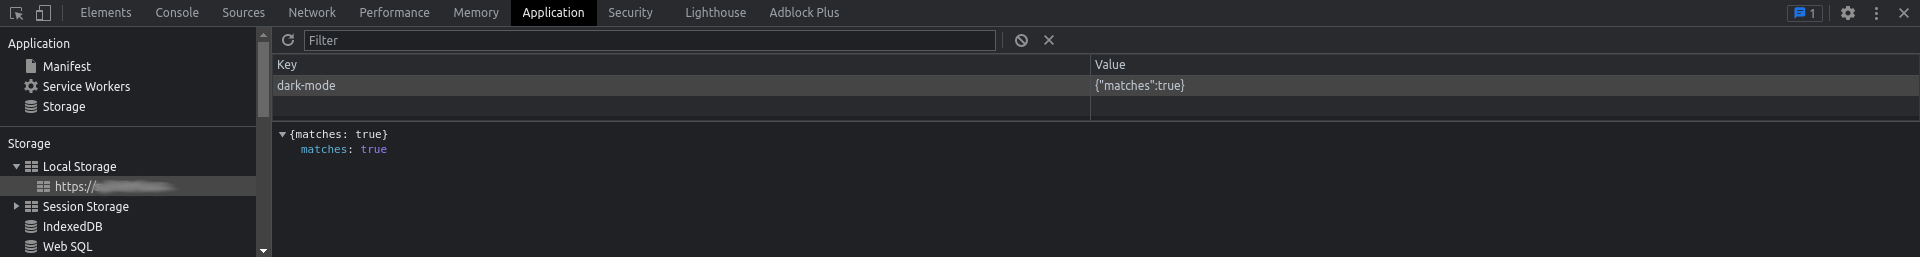 Elements Console Sources Network Performance Memory Application Security Lighthouse Adblock Plus 1
Application
Manifest
Service Workers
Storage
Storage
Local Storage
https://
Session Storage
IndexedDB
Web SQL
Filter
Key Value
dark-mode {"matches":true}
{matches: true}
matches: true